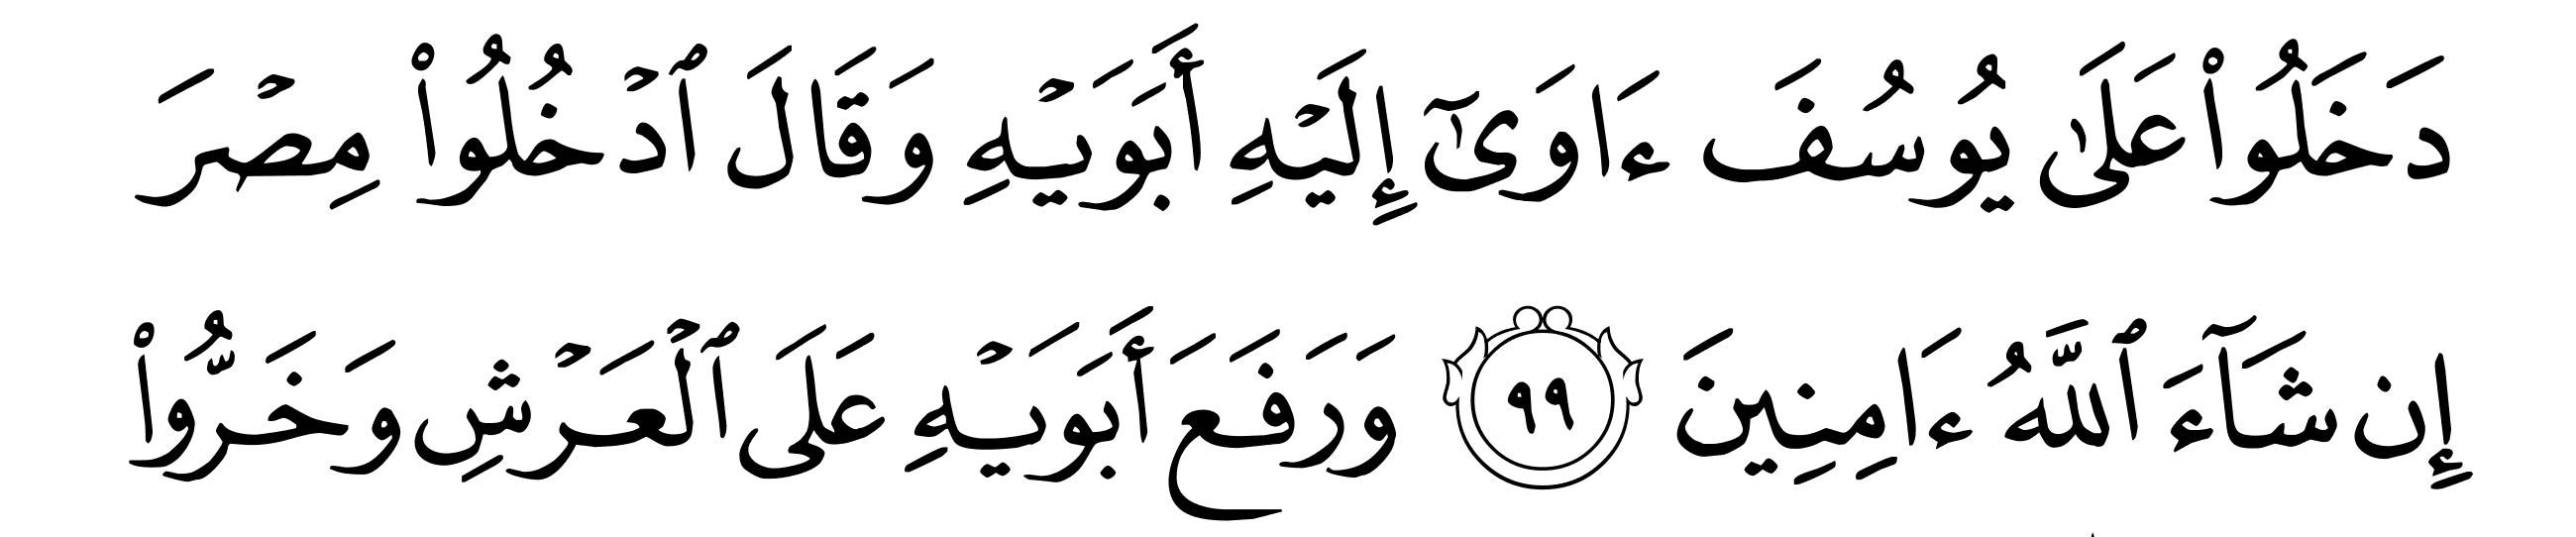 دَخَلُوا۟ عَلَىٰ يُوسُفَ ءَاوَىٰٓ إِلَيْهِ أَبَوَيْهِ وَقَالَ ٱدْخُلُوا۟ مِصْرَ
إِن شَآءَ ٱللَّهُ ءَامِنِينَ ٩٩ وَرَفَعَ أَبَوَيْهِ عَلَى ٱلْعَرْشِ وَخَرُّوا۟